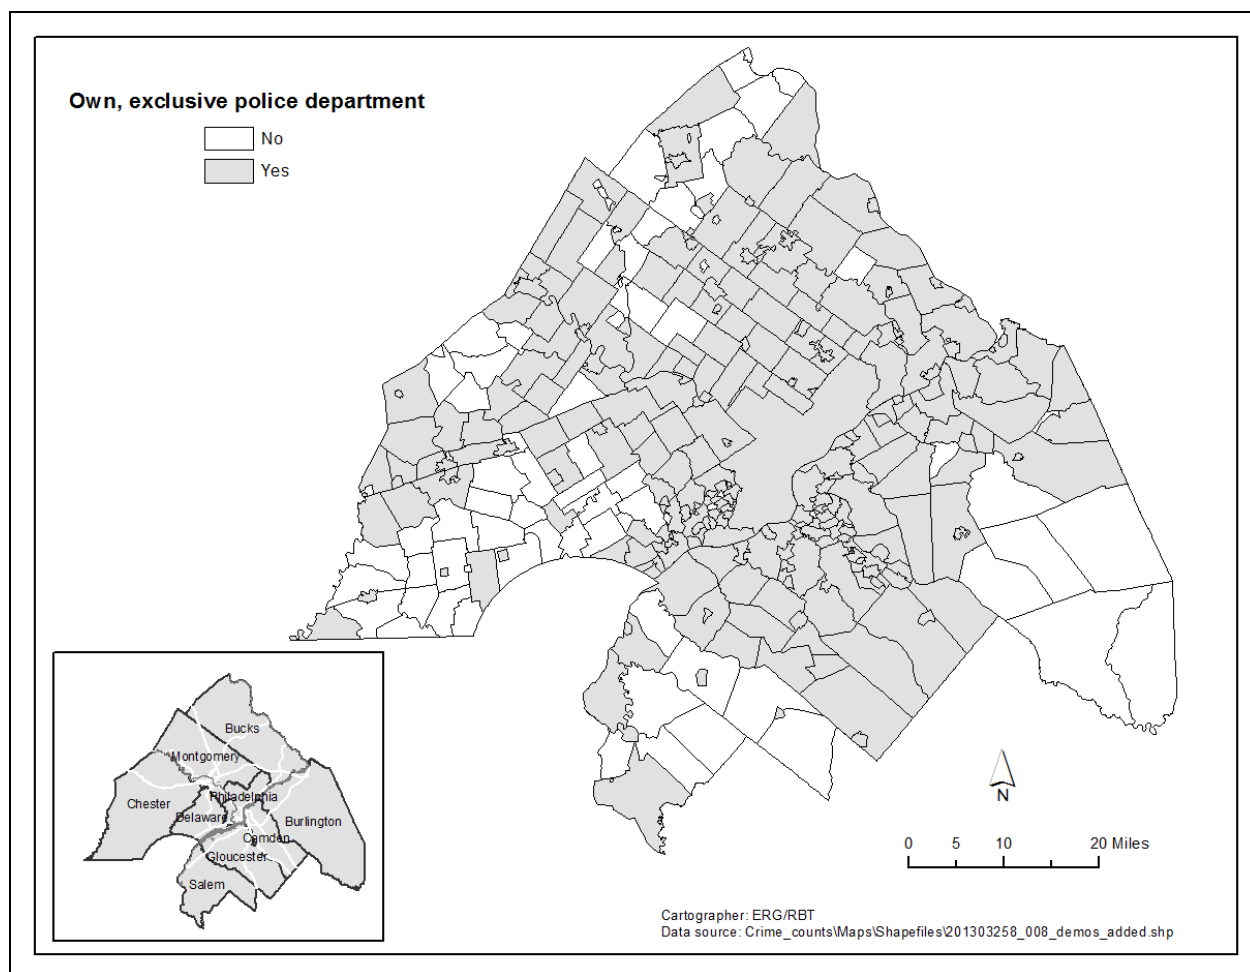 Own, exclusive police department
No
Yes
Bucks
Montgomery
Philadelphia
Chester
Delaware
Burlington
Camden
Gloucester
Salem
N
0 5 10 20 Miles
Cartographer: ERG/RBT
Data source: Crime_counts\Maps\Shapefiles\201303258_008_demos_added.shp